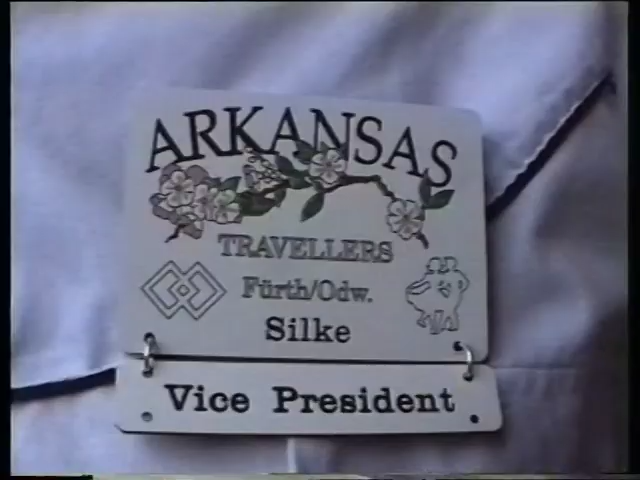 ARKANSAS
TRAVELLERS
Fürth/Odw.
Silke
Vice President